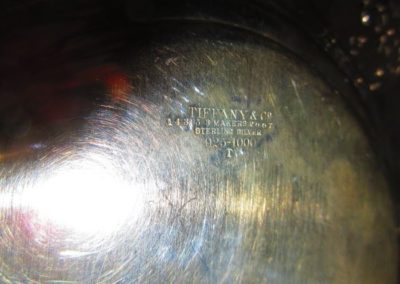 TIFFANY & Co
MAKERS
STERLING SILVER
925-1000
T